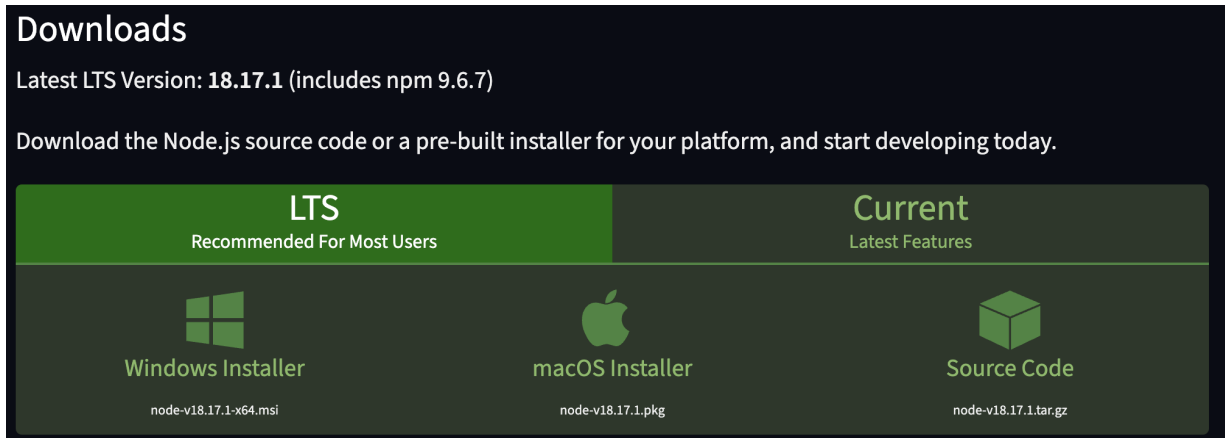 Downloads
Latest LTS Version: 18.17.1 (includes npm 9.6.7)
Download the Node.js source code or a pre-built installer for your platform, and start developing today.
LTS
Recommended For Most Users
Current
Latest Features
Windows Installer
node-v18.17.1-x64.msi
macOS Installer
node-v18.17.1.pkg
Source Code
node-v18.17.1.tar.gz